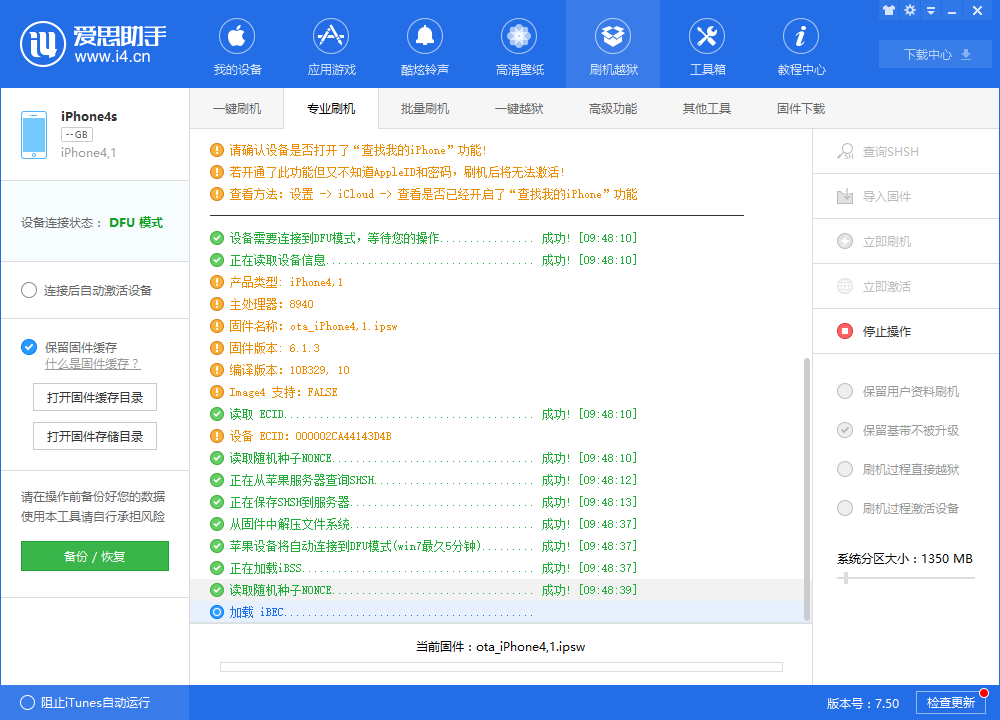 爱思助手
www.i4.cn
我的设备
应用游戏
酷炫铃声
高清壁纸
刷机越狱
工具箱
教程中心
下载中心
iPhone4s
--GB
iPhone4,1
设备连接状态： DFU 模式
连接后自动激活设备
保留固件缓存
什么是固件缓存？
打开固件缓存目录
打开固件存储目录
请在操作前备份好您的数据
使用本工具请自行承担风险
备份 / 恢复
一键刷机
专业刷机
批量刷机
一键越狱
高级功能
其他工具
固件下载
请确认设备是否打开了“查找我的iPhone”功能!
若开通了此功能但又不知道AppleID和密码，刷机后将无法激活!
查看方法: 设置 -> iCloud -> 查看是否已经开启了“查找我的iPhone”功能
设备需要连接到DFU模式，等待您的操作................ 成功! [09:48:10]
正在读取设备信息................................... 成功! [09:48:10]
产品类型: iPhone4,1
主处理器: 8940
固件名称: ota_iPhone4,1.ipsw
固件版本: 6.1.3
编译版本: 10B329, 10
Image4 支持: FALSE
读取 ECID.......................................... 成功! [09:48:10]
设备 ECID: 000002CA44143D4B
读取随机种子NONCE.................................. 成功! [09:48:10]
正在从苹果服务器查询SHSH........................... 成功! [09:48:12]
正在保存SHSH到服务器............................... 成功! [09:48:13]
从固件中解压文件系统............................... 成功! [09:48:37]
苹果设备将自动连接到DFU模式(win7最久5分钟)......... 成功! [09:48:37]
正在加载iBSS....................................... 成功! [09:48:37]
读取随机种子NONCE.................................. 成功! [09:48:39]
加载 iBEC..........................................
当前固件：ota_iPhone4,1.ipsw
查询SHSH
导入固件
立即刷机
立即激活
停止操作
保留用户资料刷机
保留基带不被升级
刷机过程直接越狱
刷机过程激活设备
系统分区大小：1350 MB
阻止iTunes自动运行
版本号：7.50
检查更新